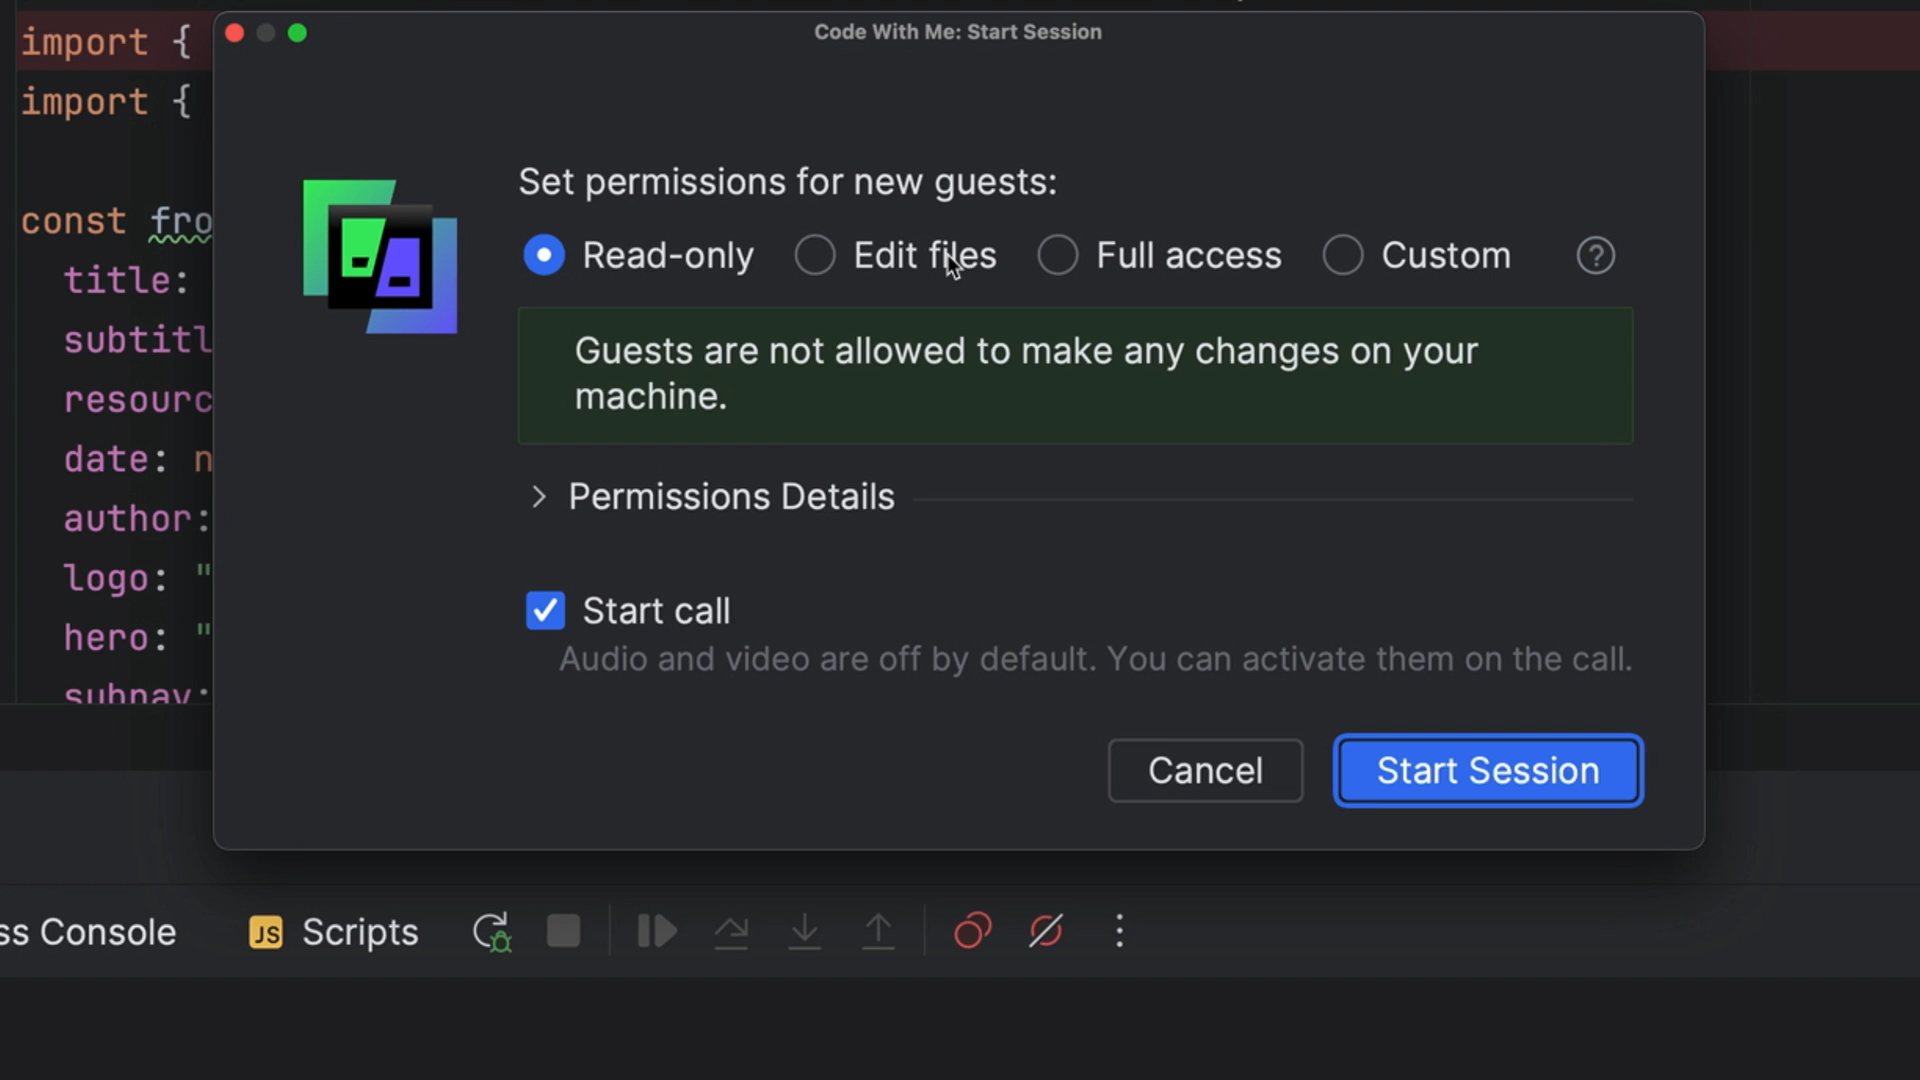 Code With Me: Start Session
import {
import {
const fro
title:
subtitl
resourc
date: n
author:
logo: "
hero: "
subnav:
Set permissions for new guests:
Read-only Edit files Full access Custom ?
Guests are not allowed to make any changes on your
machine.
Permissions Details
Start call
Audio and video are off by default. You can activate them on the call.
Cancel Start Session
ss Console JS Scripts